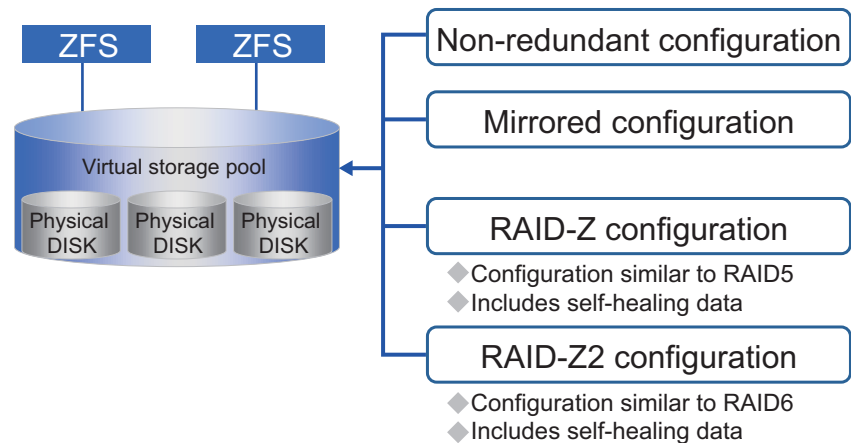 ZFS
ZFS
Virtual storage pool
Physical
DISK
Physical
DISK
Physical
DISK
Non-redundant configuration
Mirrored configuration
RAID-Z configuration
Configuration similar to RAID5
Includes self-healing data
RAID-Z2 configuration
Configuration similar to RAID6
Includes self-healing data